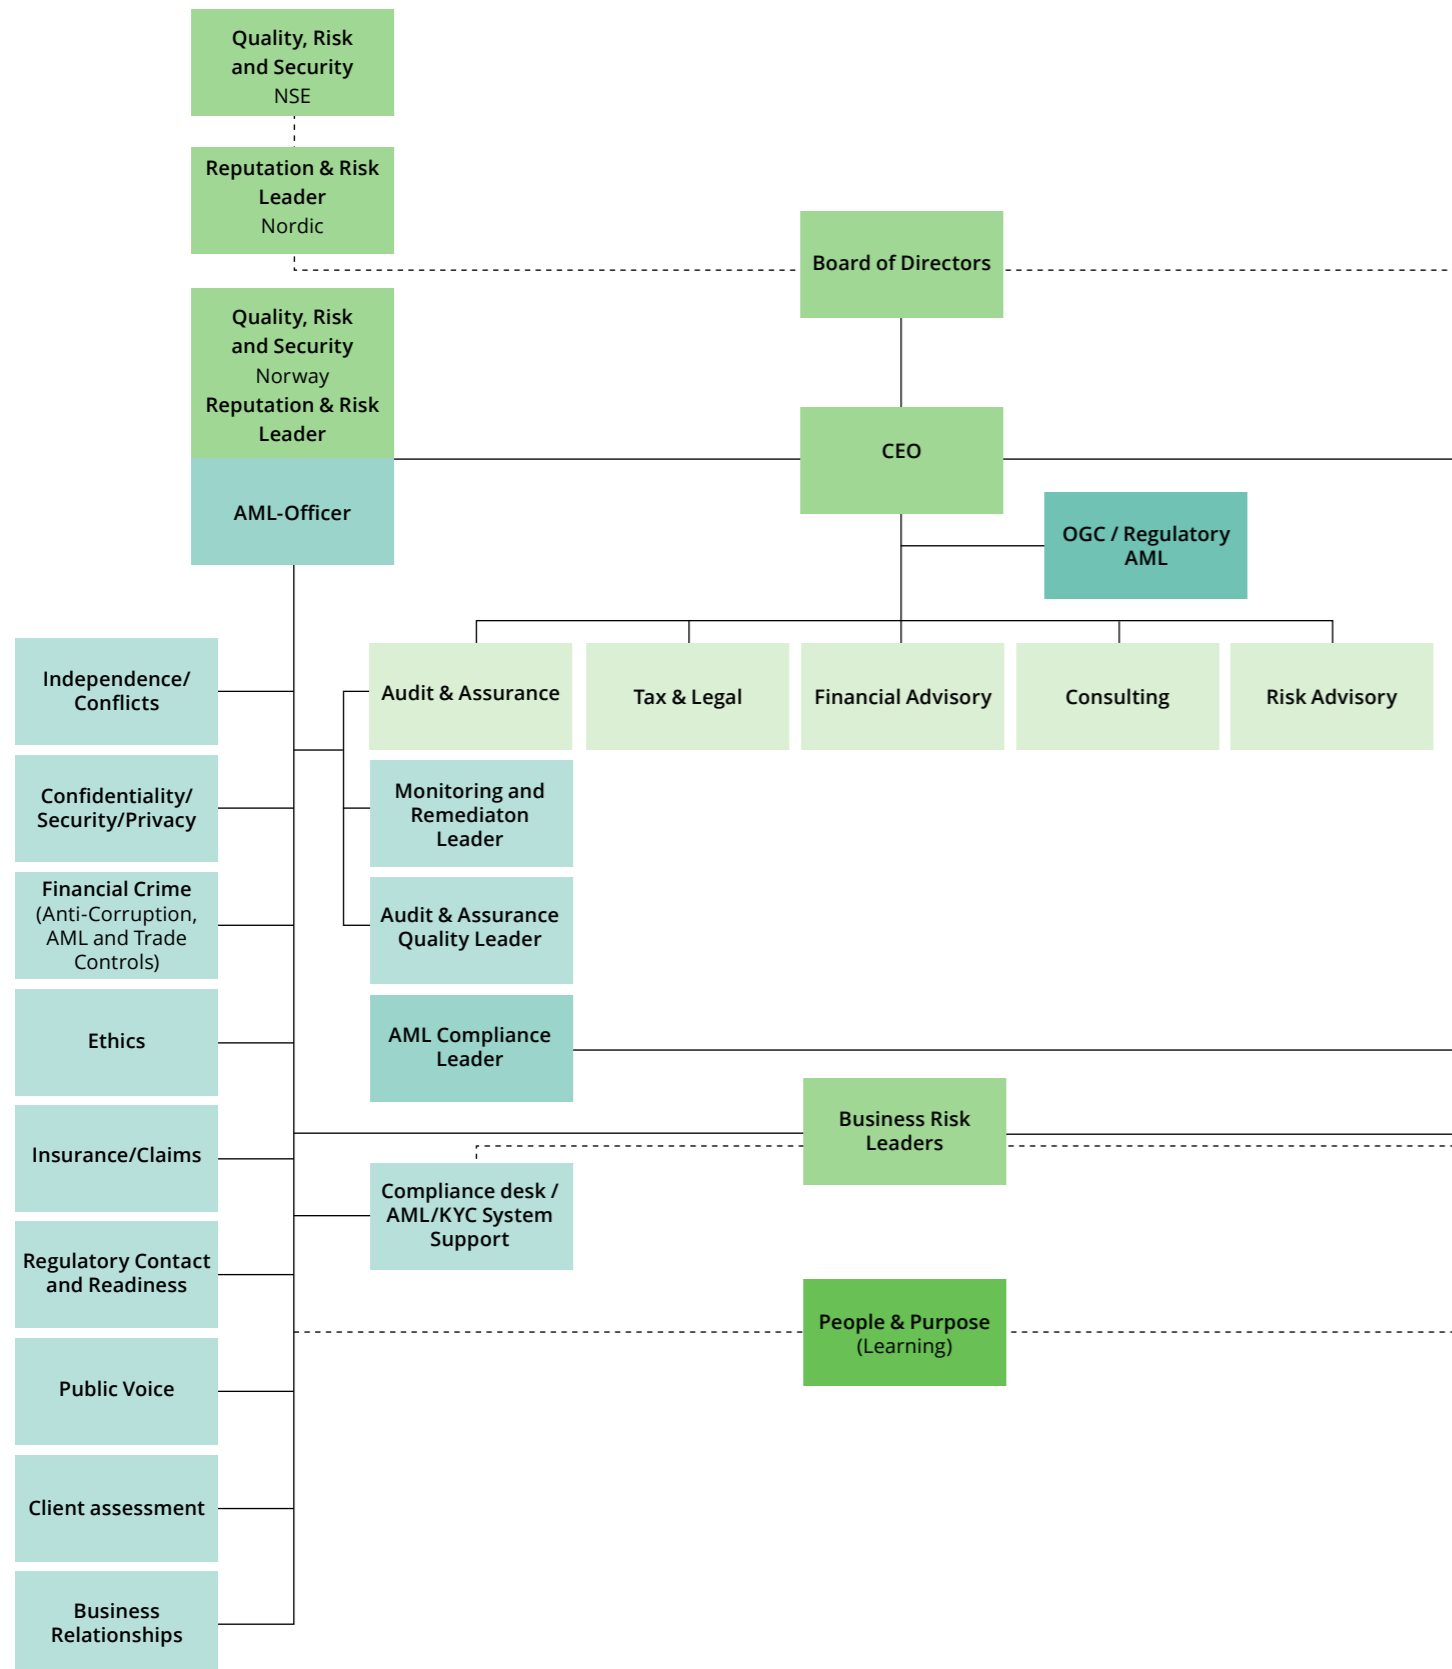 Quality, Risk
and Security
NSE
Reputation & Risk
Leader
Nordic
Board of Directors
Quality, Risk
and Security
Norway
Reputation & Risk
Leader
AML-Officer
CEO
OGC / Regulatory
AML
Audit & Assurance
Tax & Legal
Financial Advisory
Consulting
Risk Advisory
Independence/
Conflicts
Confidentiality/
Security/Privacy
Financial Crime
(Anti-Corruption,
AML and Trade
Controls)
Ethics
Insurance/Claims
Regulatory Contact
and Readiness
Public Voice
Client assessment
Business
Relationships
Monitoring and
Remediaton
Leader
Audit & Assurance
Quality Leader
AML Compliance
Leader
Business Risk
Leaders
Compliance desk /
AML/KYC System
Support
People & Purpose
(Learning)